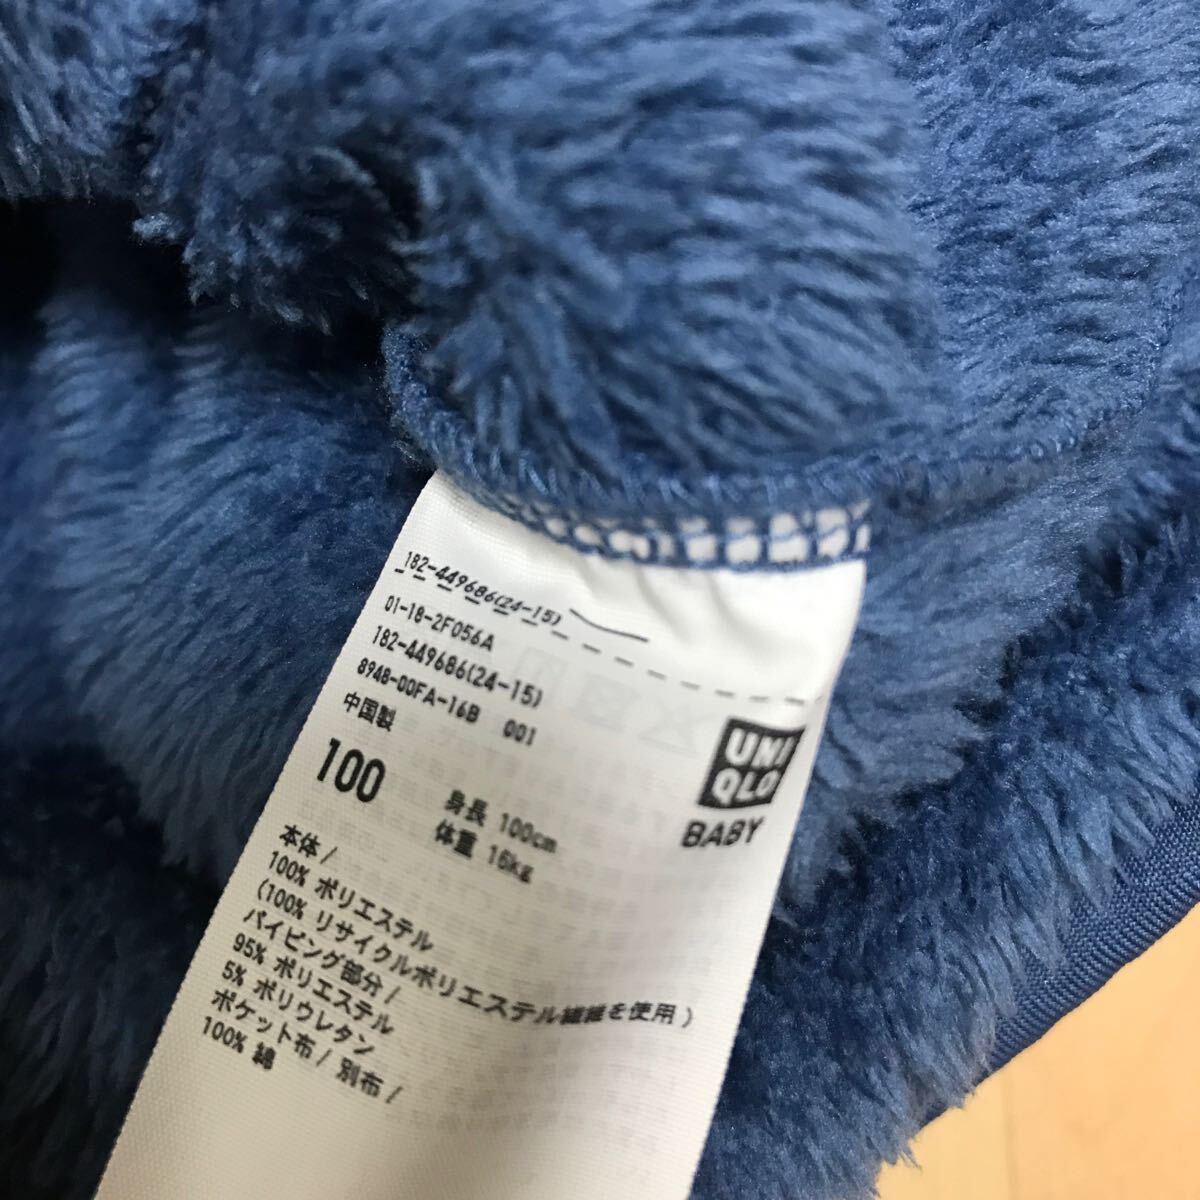 182-449686(24-15)
01-18-2F056A
182-449686(24-15)
8948-00FA-16B 001
中国製
UNI
QLO
BABY
100
身長 100cm
体重 16kg
本体/
100% ポリエステル
(100% リサイクルポリエステル繊維を使用)
パイピング部分/
95% ポリエステル
5% ポリウレタン
ポケット布/別布/
100% 綿